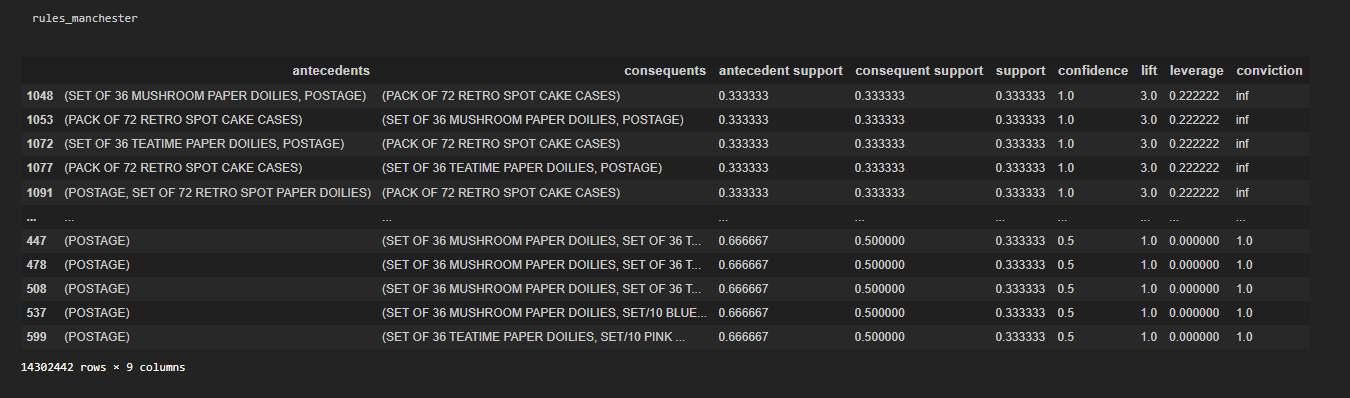 rules_manchester
antecedents consequents antecedent support consequent support support confidence lift leverage conviction
1048 (SET OF 36 MUSHROOM PAPER DOILIES, POSTAGE) (PACK OF 72 RETRO SPOT CAKE CASES) 0.333333 0.333333 0.333333 1.0 3.0 0.222222 inf
1053 (PACK OF 72 RETRO SPOT CAKE CASES) (SET OF 36 MUSHROOM PAPER DOILIES, POSTAGE) 0.333333 0.333333 0.333333 1.0 3.0 0.222222 inf
1072 (SET OF 36 TEATIME PAPER DOILIES, POSTAGE) (PACK OF 72 RETRO SPOT CAKE CASES) 0.333333 0.333333 0.333333 1.0 3.0 0.222222 inf
1077 (PACK OF 72 RETRO SPOT CAKE CASES) (SET OF 36 TEATIME PAPER DOILIES, POSTAGE) 0.333333 0.333333 0.333333 1.0 3.0 0.222222 inf
1091 (POSTAGE, SET OF 72 RETRO SPOT PAPER DOILIES) (PACK OF 72 RETRO SPOT CAKE CASES) 0.333333 0.333333 0.333333 1.0 3.0 0.222222 inf
... ... ... ... ... ... ... ... ... ...
447 (POSTAGE) (SET OF 36 MUSHROOM PAPER DOILIES, SET OF 36 T... 0.666667 0.500000 0.333333 0.5 1.0 0.000000 1.0
478 (POSTAGE) (SET OF 36 MUSHROOM PAPER DOILIES, SET OF 36 T... 0.666667 0.500000 0.333333 0.5 1.0 0.000000 1.0
508 (POSTAGE) (SET OF 36 MUSHROOM PAPER DOILIES, SET OF 36 T... 0.666667 0.500000 0.333333 0.5 1.0 0.000000 1.0
537 (POSTAGE) (SET OF 36 MUSHROOM PAPER DOILIES, SET/10 BLUE... 0.666667 0.500000 0.333333 0.5 1.0 0.000000 1.0
599 (POSTAGE) (SET OF 36 TEATIME PAPER DOILIES, SET/10 PINK ... 0.666667 0.500000 0.333333 0.5 1.0 0.000000 1.0
14302442 rows × 9 columns